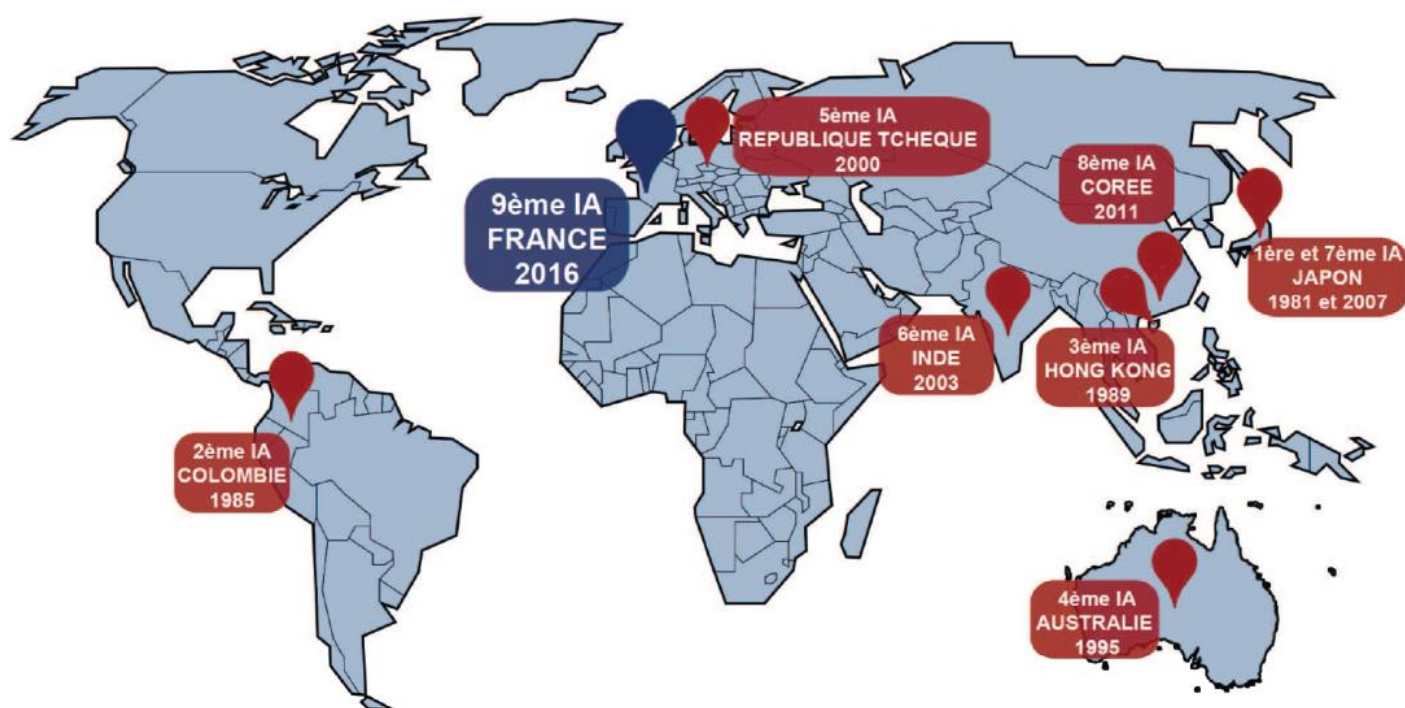 5ème IA
REPUBLIQUE TCHEQUE
2000
8ème IA
COREE
2011
9ème IA
FRANCE
2016
1ère et 7ème IA
JAPON
1981 et 2007
6ème IA
INDE
2003
3ème IA
HONG KONG
1989
2ème IA
COLOMBIE
1985
4ème IA
AUSTRALIE
1995